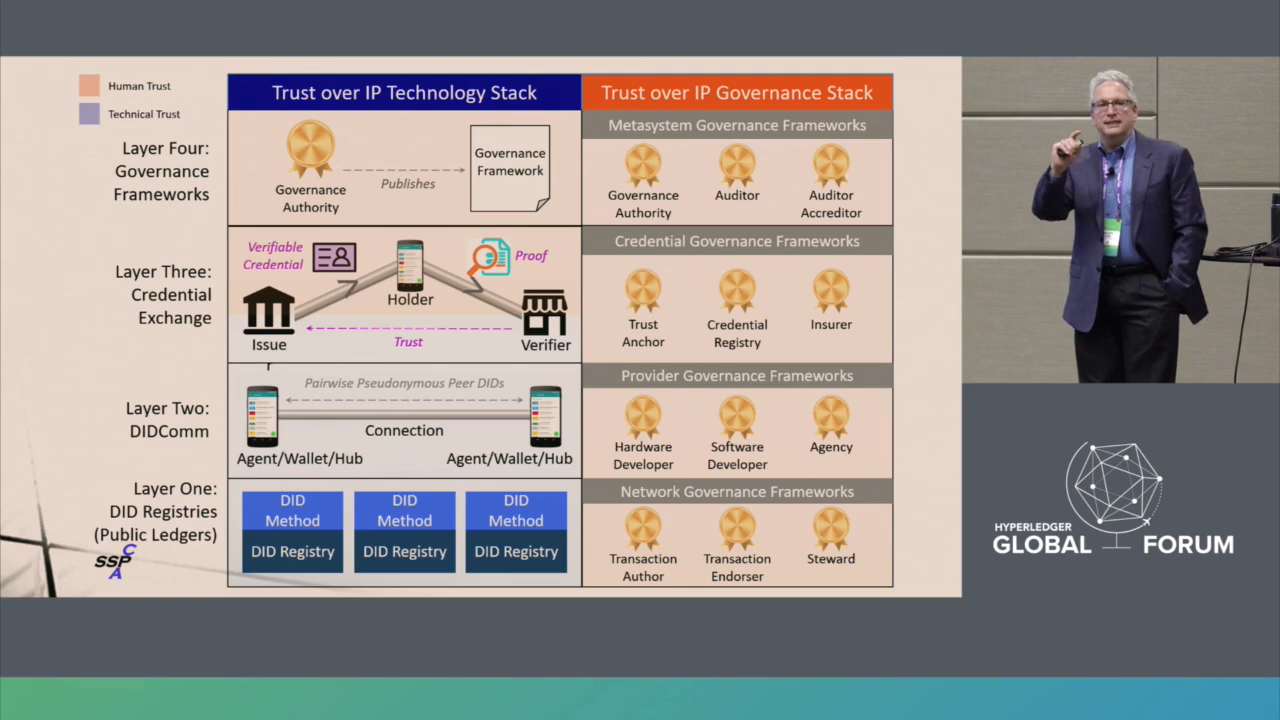 Human Trust
Technical Trust
Trust over IP Technology Stack
Trust over IP Governance Stack
Layer Four:
Governance
Frameworks
Governance
Authority
Publishes
Governance
Framework
Metasystem Governance Frameworks
Governance
Authority
Auditor
Auditor
Accreditor
Layer Three:
Credential
Exchange
Verifiable
Credential
Holder
Proof
Issue
r
Trust
Verifier
Credential Governance Frameworks
Trust
Anchor
Credential
Registry
Insurer
Layer Two:
DIDComm
Pairwise Pseudonymous Peer DIDs
Connection
Agent/Wallet/Hub
Agent/Wallet/Hub
Provider Governance Frameworks
Hardware
Developer
Software
Developer
Agency
Layer One:
DID Registries
(Public Ledgers)
DID
Method
DID Registry
DID
Method
DID Registry
DID
Method
DID Registry
Network Governance Frameworks
Transaction
Author
Transaction
Endorser
Steward
C
SSP
A
HYPERLEDGER
GLOBAL FORUM